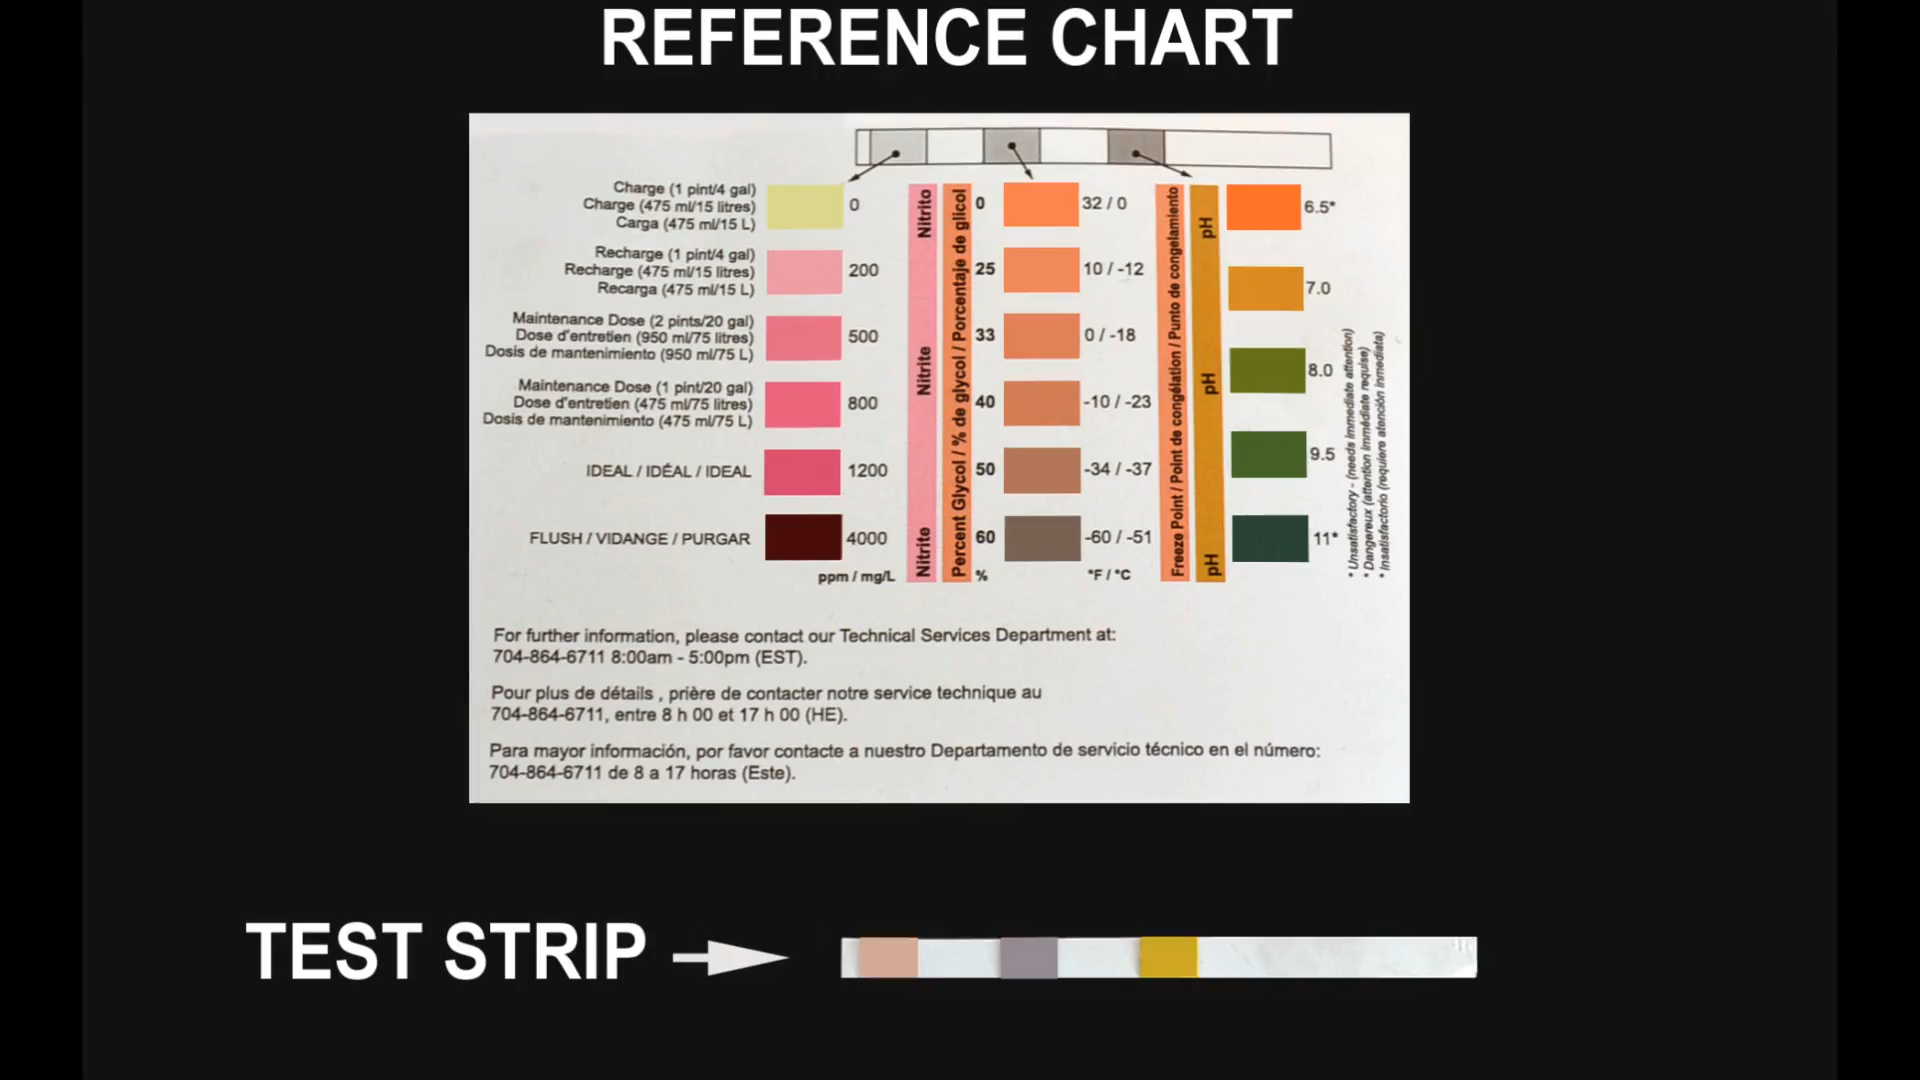 REFERENCE CHART
Charge (1 pint/4 gal)
Charge (475 ml/15 litres)
Carga (475 ml/15 L)
0
Recharge (1 pint/4 gal)
Recharge (475 ml/15 litres)
Recarga (475 ml/15 L)
200
Maintenance Dose (2 pints/20 gal)
Dose d'entretien (950 ml/75 litres)
Dosis de mantenimiento (950 ml/75 L)
500
Maintenance Dose (1 pint/20 gal)
Dose d'entretien (475 ml/75 litres)
Dosis de mantenimiento (475 ml/75 L)
800
IDEAL / IDÉAL / IDEAL
1200
FLUSH / VIDANGE / PURGAR
4000
ppm / mg/L
Nitrito
Nitrite
Nitrite
Percent Glycol / % de glycol / Porcentaje de glicol
0
25
33
40
50
60
%
32 / 0
10 / -12
0 / -18
-10 / -23
-34 / -37
-60 / -51
°F / °C
Freeze Point / Point de congélation / Punto de congelamiento
pH
pH
pH
6.5*
7.0
8.0
9.5
11*
* Unsatisfactory - (needs immediate attention)
* Dangereux (attention immédiate requise)
* Insatisfactorio (requiere atención inmediata)
For further information, please contact our Technical Services Department at:
704-864-6711 8:00am - 5:00pm (EST).
Pour plus de détails , prière de contacter notre service technique au
704-864-6711, entre 8 h 00 et 17 h 00 (HE).
Para mayor información, por favor contacte a nuestro Departamento de servicio técnico en el número:
704-864-6711 de 8 a 17 horas (Este).
TEST STRIP